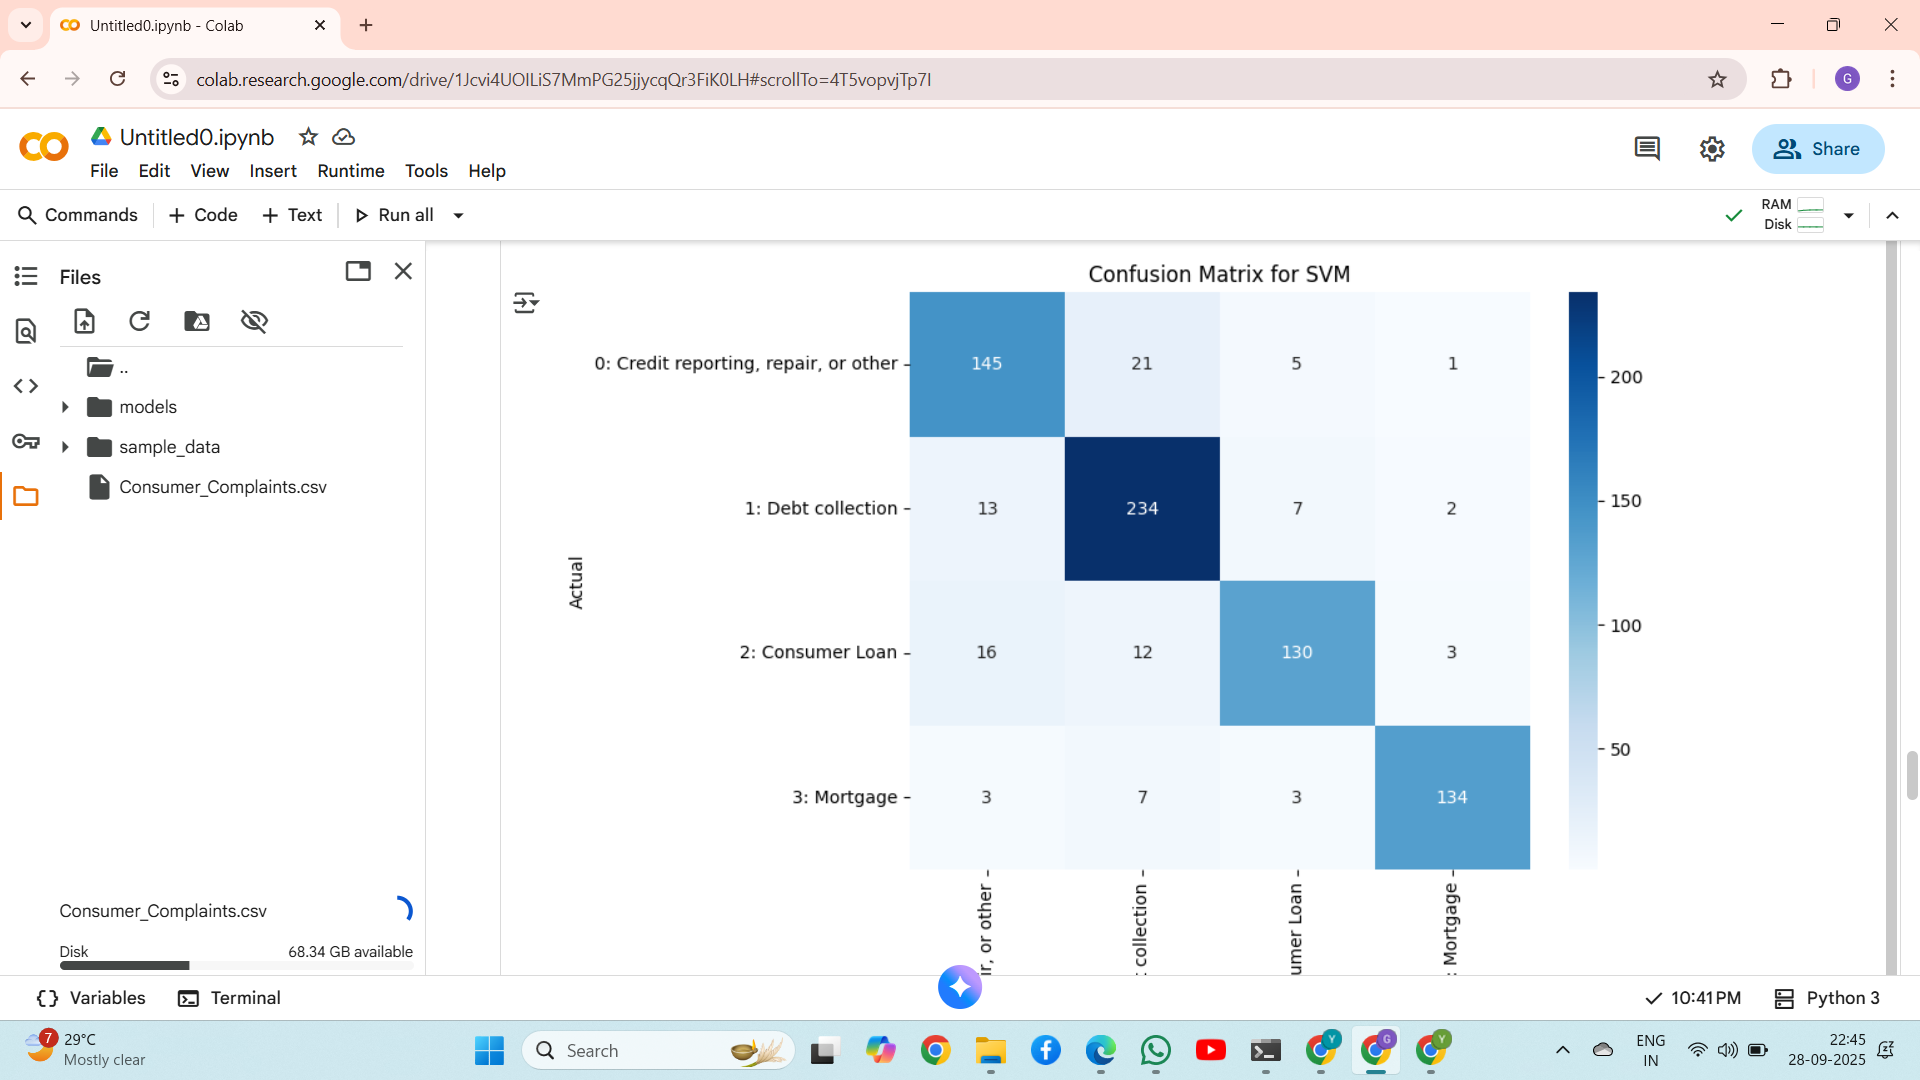 Untitled0.ipynb - Colab
colab.research.google.com/drive/1Jcvi4UOILiS7MmPG25jjycqQr3FiK0LH#scrollTo=4T5vopvjTp7I
G
Untitled0.ipynb
File Edit View Insert Runtime Tools Help
Share
Commands + Code + Text Run all
RAM
Disk
Files
..
models
sample_data
Consumer_Complaints.csv
Confusion Matrix for SVM
0: Credit reporting, repair, or other
145 21 5 1
1: Debt collection
13 234 7 2
2: Consumer Loan
16 12 130 3
3: Mortgage
3 7 3 134
Actual
200
150
100
50
ir, or other
collection
umer Loan
: Mortgage
Consumer_Complaints.csv
Disk 68.34 GB available
Variables Terminal
10:41 PM Python 3
7
29°C
Mostly clear
Search
Y
G
Y
ENG
IN
22:45
28-09-2025